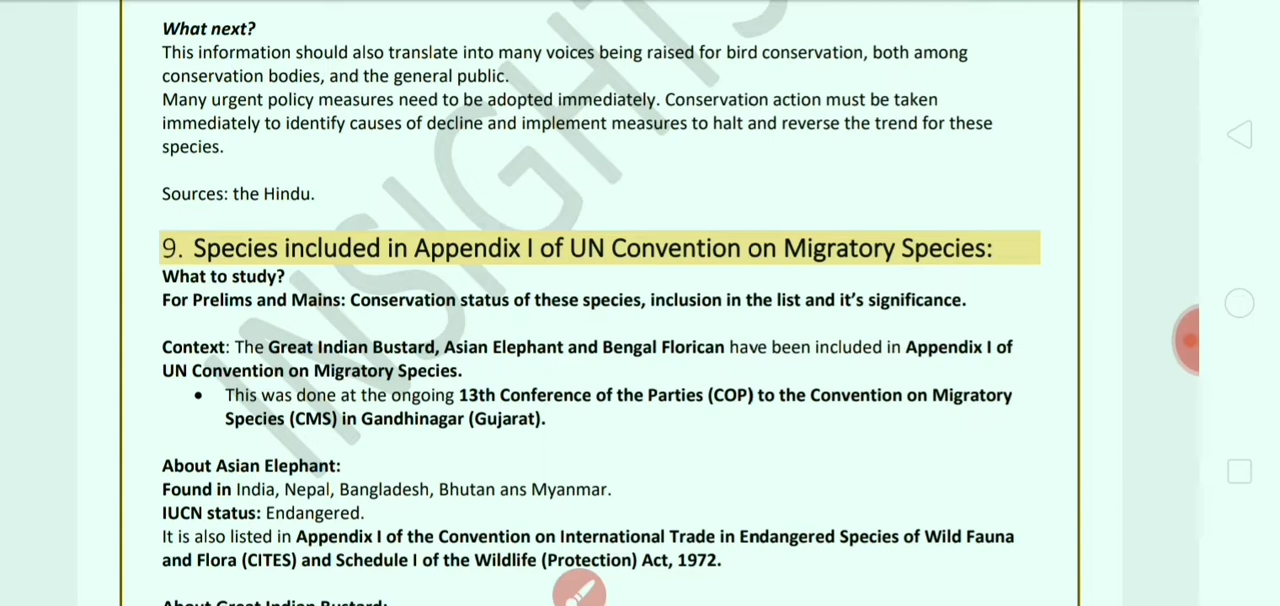 What next?
This information should also translate into many voices being raised for bird conservation, both among
conservation bodies, and the general public.
Many urgent policy measures need to be adopted immediately. Conservation action must be taken
immediately to identify causes of decline and implement measures to halt and reverse the trend for these
species.
Sources: the Hindu.
9. Species included in Appendix I of UN Convention on Migratory Species:
What to study?
For Prelims and Mains: Conservation status of these species, inclusion in the list and it’s significance.
Context: The Great Indian Bustard, Asian Elephant and Bengal Florican have been included in Appendix I of
UN Convention on Migratory Species.
• This was done at the ongoing 13th Conference of the Parties (COP) to the Convention on Migratory
Species (CMS) in Gandhinagar (Gujarat).
About Asian Elephant:
Found in India, Nepal, Bangladesh, Bhutan ans Myanmar.
IUCN status: Endangered.
It is also listed in Appendix I of the Convention on International Trade in Endangered Species of Wild Fauna
and Flora (CITES) and Schedule I of the Wildlife (Protection) Act, 1972.
About Great Indian Bustard:
INSIGHTS